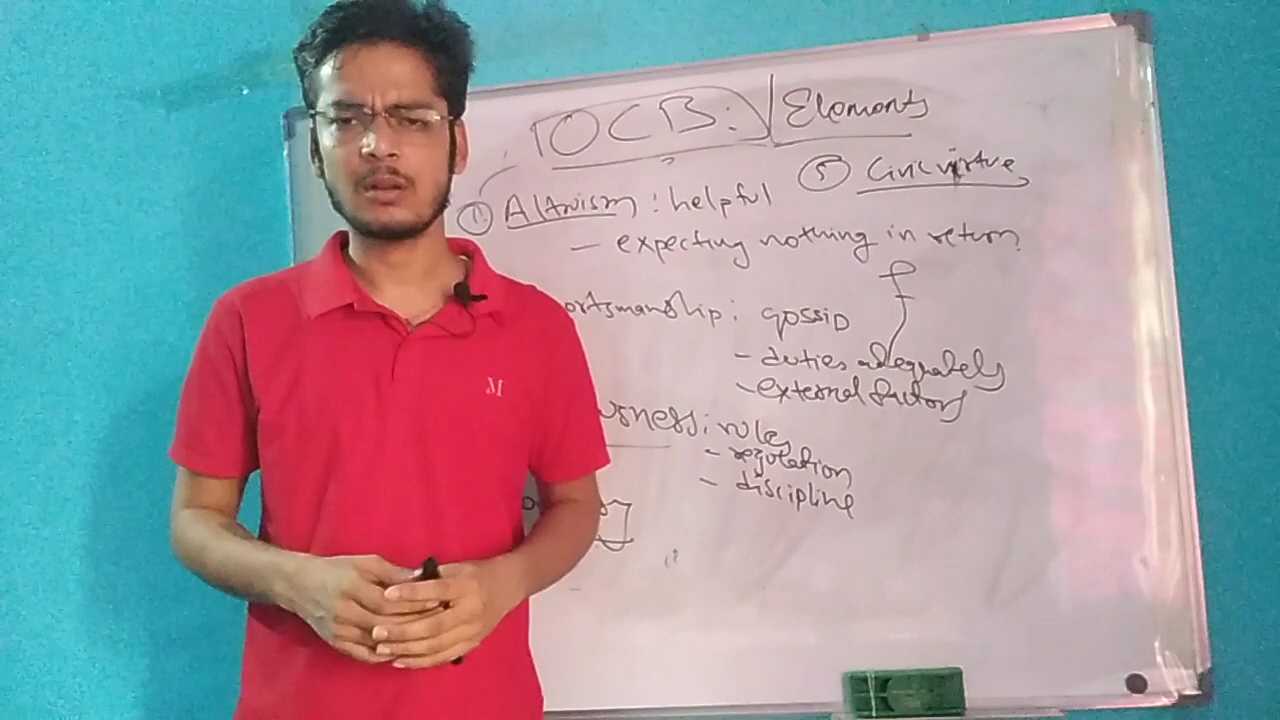 OCB: Elements
① Altruism : helpful
⑤ Civic virtue
- expecting nothing in return
ortsmanship : gossip
- duties adequately
- external factors
usness : rules
- regulation
- discipline
M